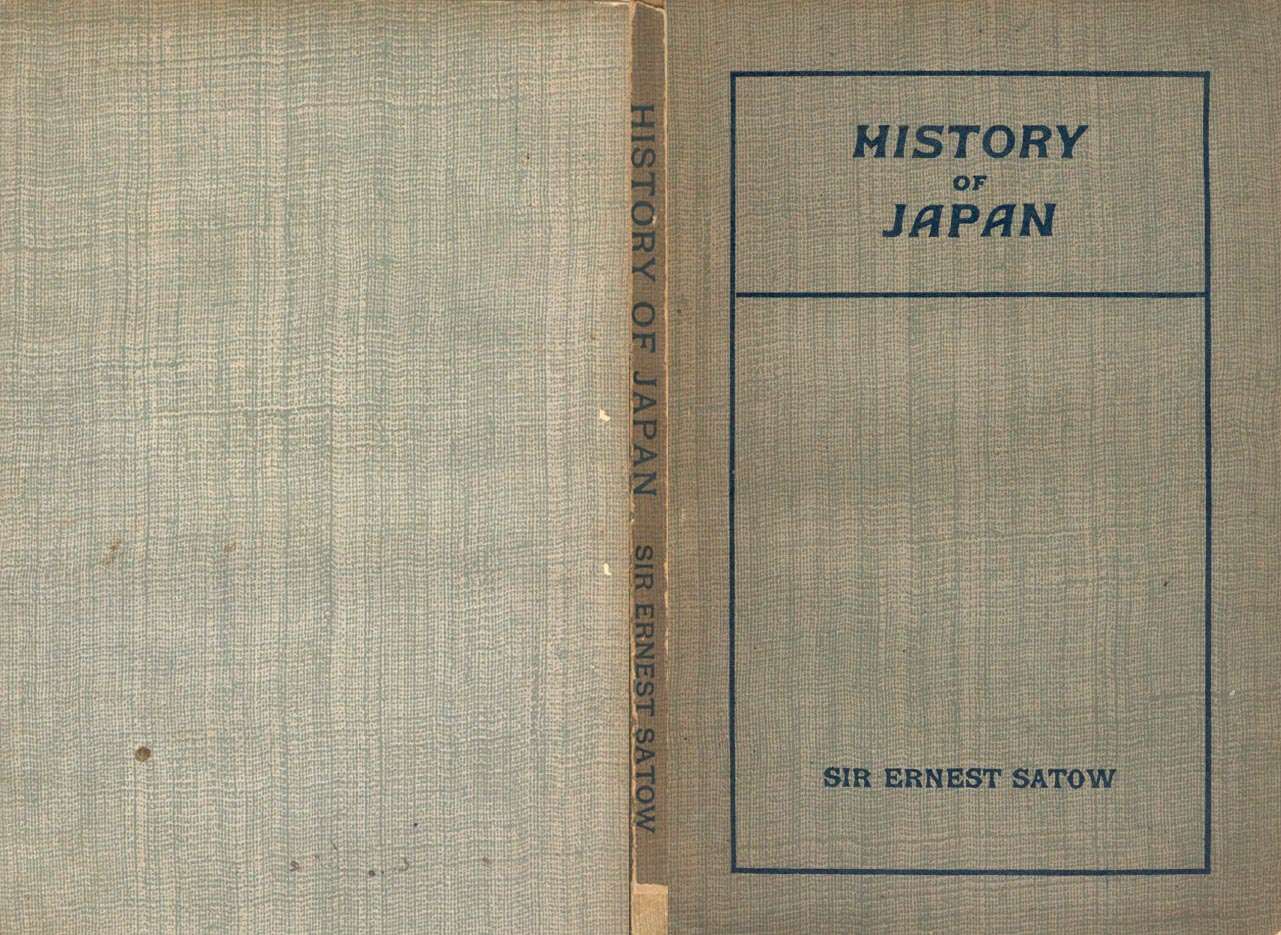 HISTORY OF JAPAN SIR ERNEST SATOW
HISTORY
OF
JAPAN
SIR ERNEST SATOW